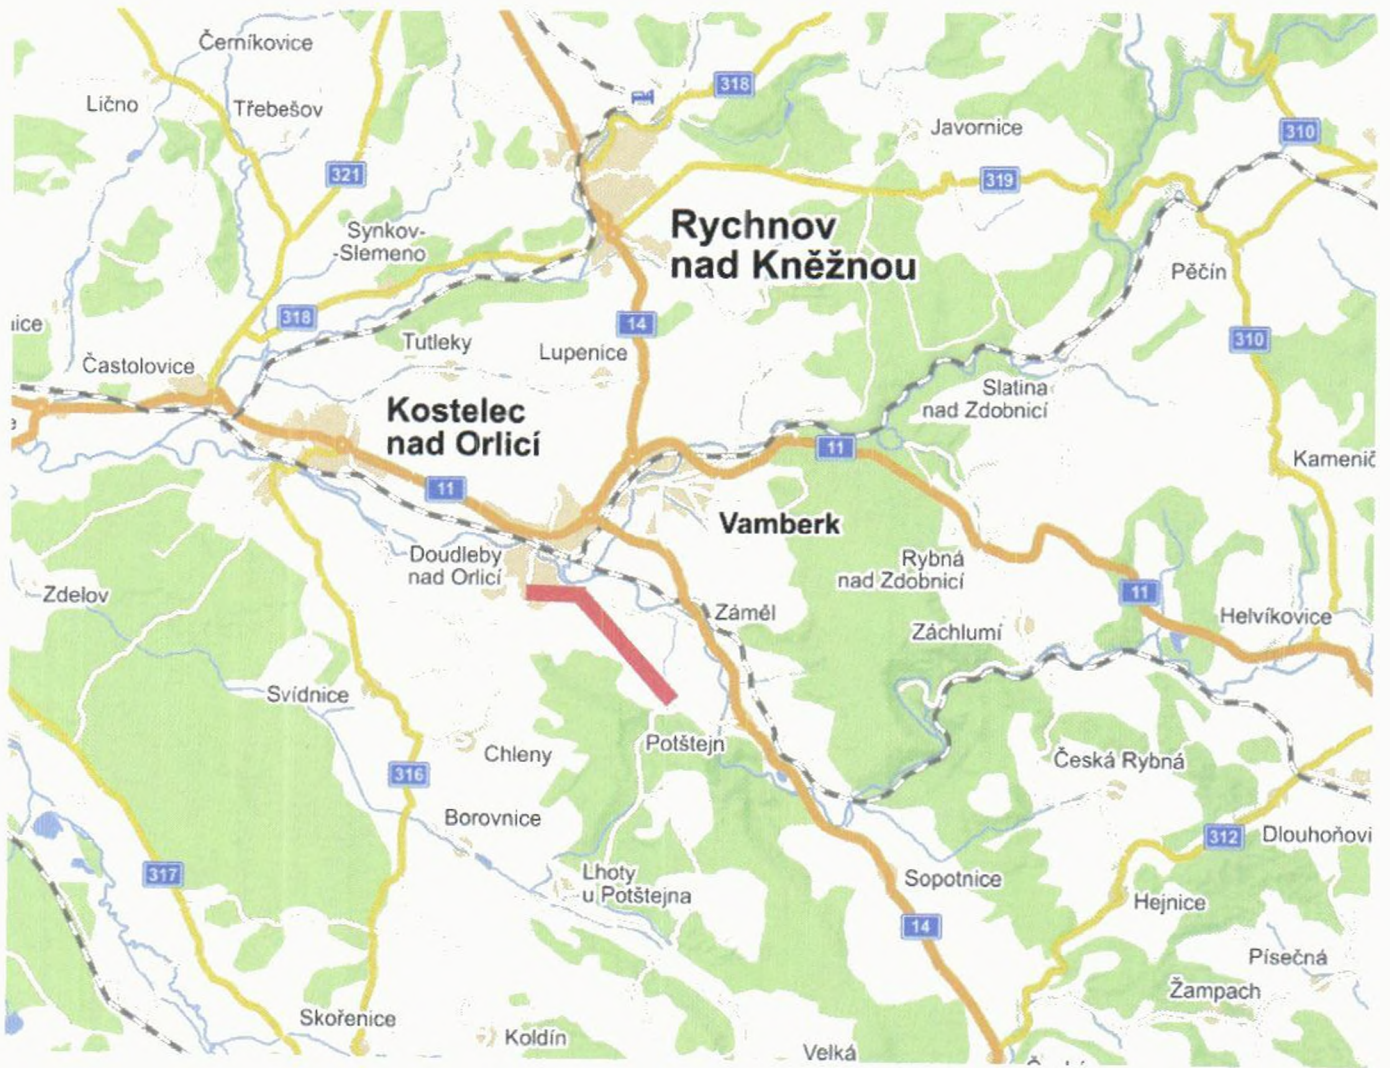 Černíkovice
Lično
Třebešov
318
Javornice
310
321
319
Synkov-
-Slemeno
Rychnov
nad Kněžnou
Pěčín
318
14
310
Tutleky
Lupenice
Častolovice
Slatina
nad Zdobnicí
Kostelec
nad Orlicí
11
Kamenič
11
Vamberk
Doudleby
nad Orlicí
Rybná
nad Zdobnicí
11
Zdelov
Záměl
Helvíkovice
Záchlumí
Svídnice
Potštejn
Chleny
Česká Rybná
316
Borovnice
312
Dlouhoňovi
317
Lhoty
u Potštejna
Sopotnice
Hejnice
14
Písečná
Žampach
Skořenice
Koldín
Velká